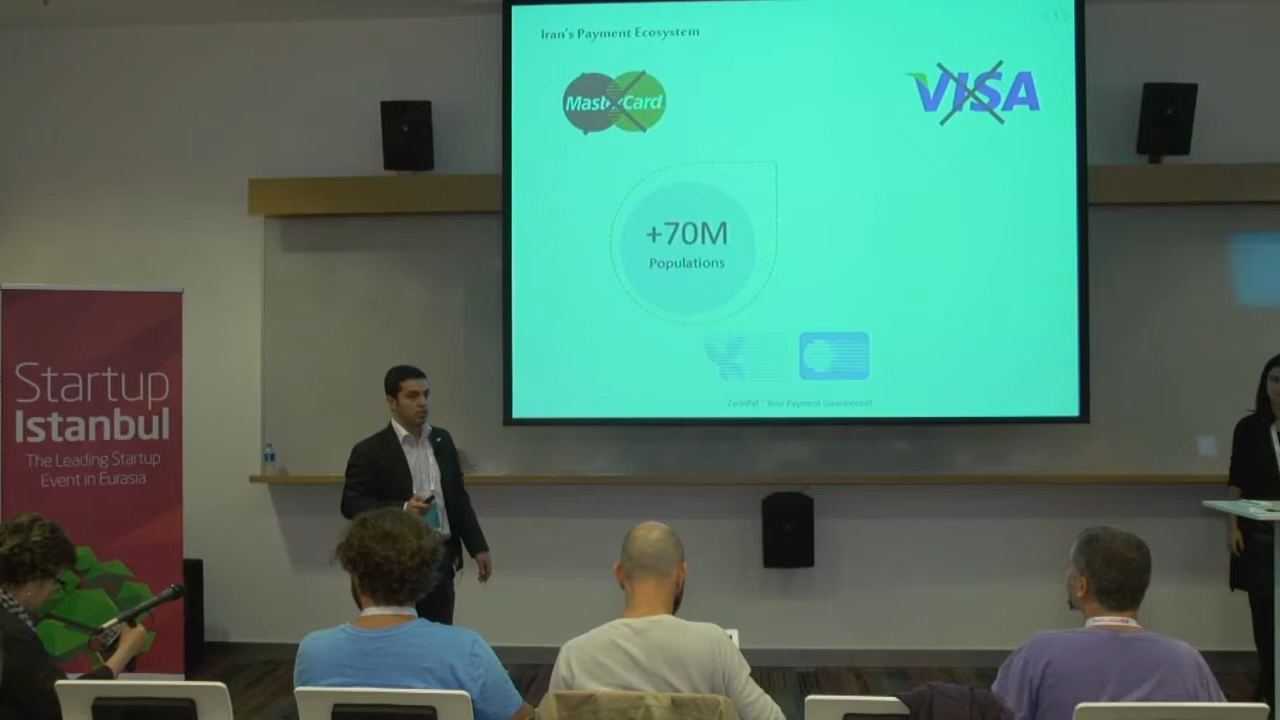 Iran's Payment Ecosystem
MasterCard
VISA
+70M
Populations
ZarinPal : Your Payment Guaranteed!
Startup
Istanbul
The Leading Startup
Event in Eurasia